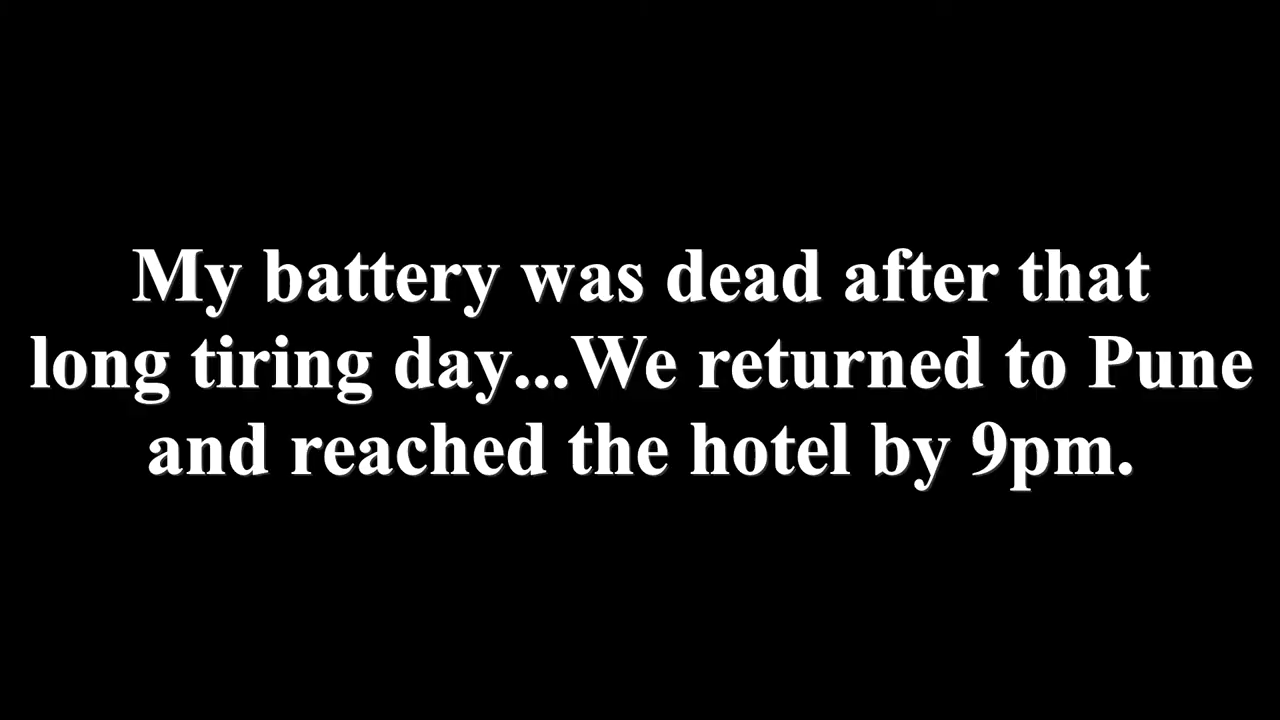 My battery was dead after that
long tiring day...We returned to Pune
and reached the hotel by 9pm.